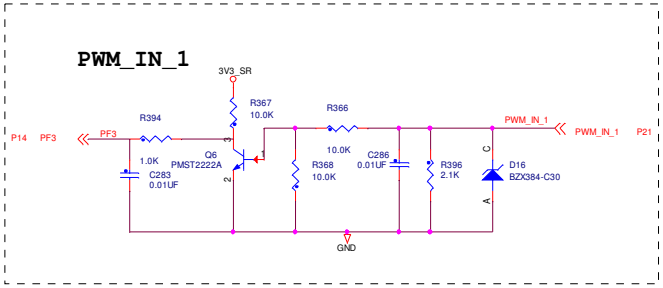 PWM_IN_1
3V3_SR
R394
R367
10.0K
R366
P14 PF3 PF3
3
PWM_IN_1
PWM_IN_1 P21
1.0K
C283
0.01UF
Q6
PMST2222A
1
2
10.0K
R368
10.0K
C286
0.01UF
R396
2.1K
C
D16
BZX384-C30
A
GND